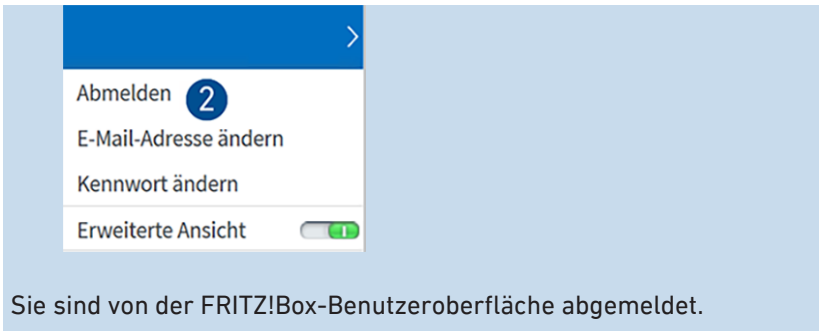 Abmelden 2
E-Mail-Adresse ändern
Kennwort ändern
Erweiterte Ansicht
Sie sind von der FRITZ!Box-Benutzeroberfläche abgemeldet.